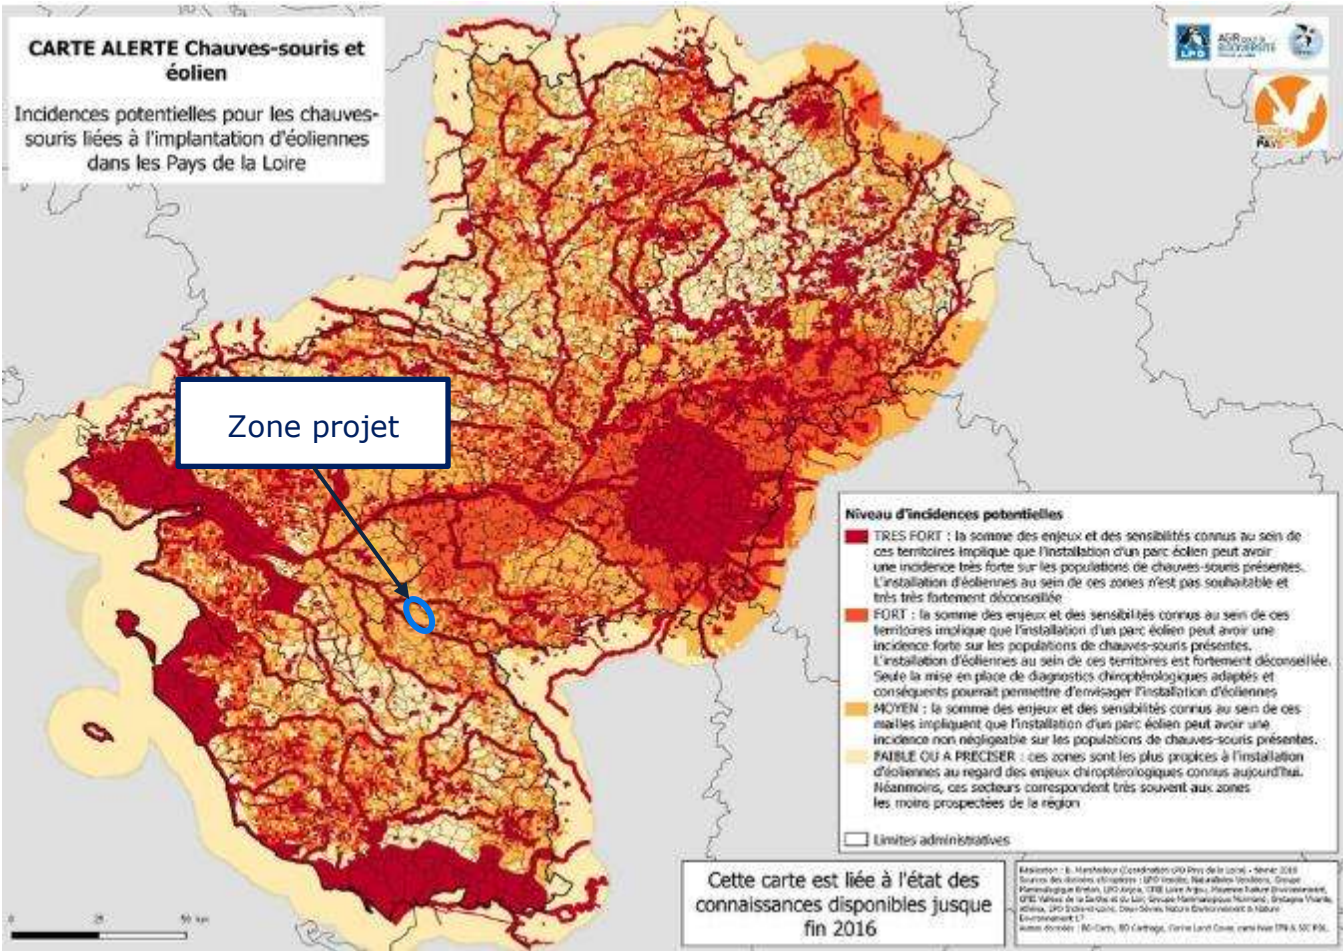 CARTE ALERTE Chauves-souris et
éolien
Incidences potentielles pour les chauves-
souris liées à l'implantation d'éoliennes
dans les Pays de la Loire
LPO
AGIR pour la
BIODIVERSITÉ
Zone projet
Niveau d'incidences potentielles
TRES FORT : la somme des enjeux et des sensibilités connus au sein de
ces territoires implique que l'installation d'un parc éolien peut avoir
une incidence très forte sur les populations de chauves-souris présentes.
L'installation d'éoliennes au sein de ces zones n'est pas souhaitable et
très très fortement déconseillée
FORT : la somme des enjeux et des sensibilités connus au sein de ces
territoires implique que l'installation d'un parc éolien peut avoir une
incidence forte sur les populations de chauves-souris présentes.
L'installation d'éoliennes au sein de ces territoires est fortement déconseillée.
Seule la mise en place de diagnostics chiroptérologiques adaptés et
conséquents pourrait permettre d'envisager l'installation d'éoliennes
MOYEN : la somme des enjeux et des sensibilités connus au sein de ces
mailles impliquent que l'installation d'un parc éolien peut avoir une
incidence non négligeable sur les populations de chauves-souris présentes.
FAIBLE OU A PRECISER : ces zones sont les plus propices à l'installation
d'éoliennes au regard des enjeux chiroptérologiques connus aujourd'hui.
Néanmoins, ces secteurs correspondent très souvent aux zones
les moins prospectées de la région
Limites administratives
Cette carte est liée à l'état des
connaissances disponibles jusque
fin 2016
0 25 50 km